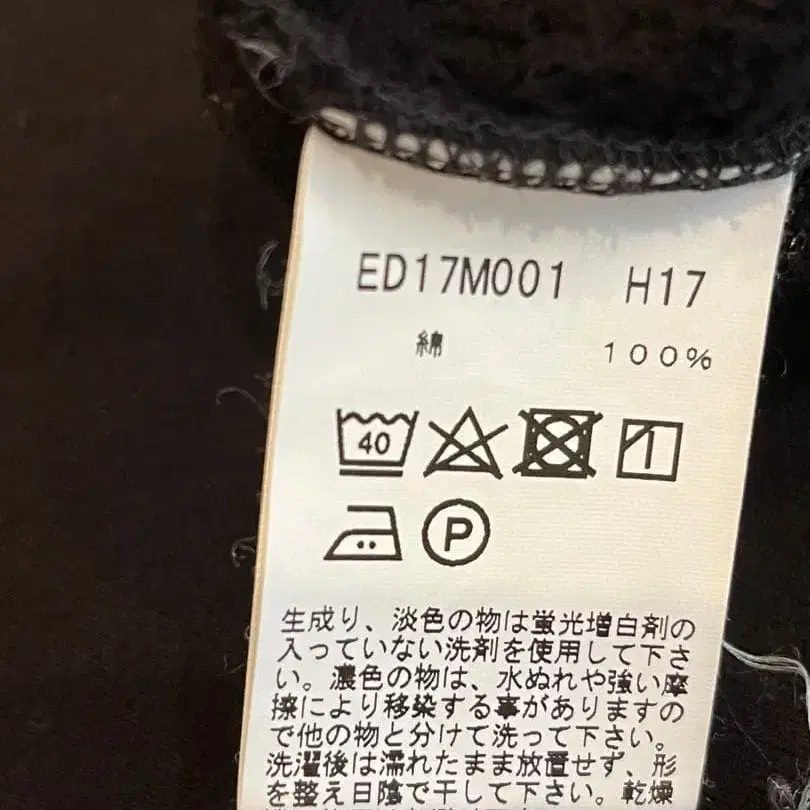 ED17M001 H17
綿 100%
40
P
生成り、淡色の物は蛍光増白剤の
入っていない洗剤を使用して下さ
い。濃色の物は、水ぬれや強い摩
擦により移染する事がありますの
で他の物と分けて洗って下さい。
洗濯後は濡れたまま放置せず、形
を整え日陰で干して下さい。乾燥